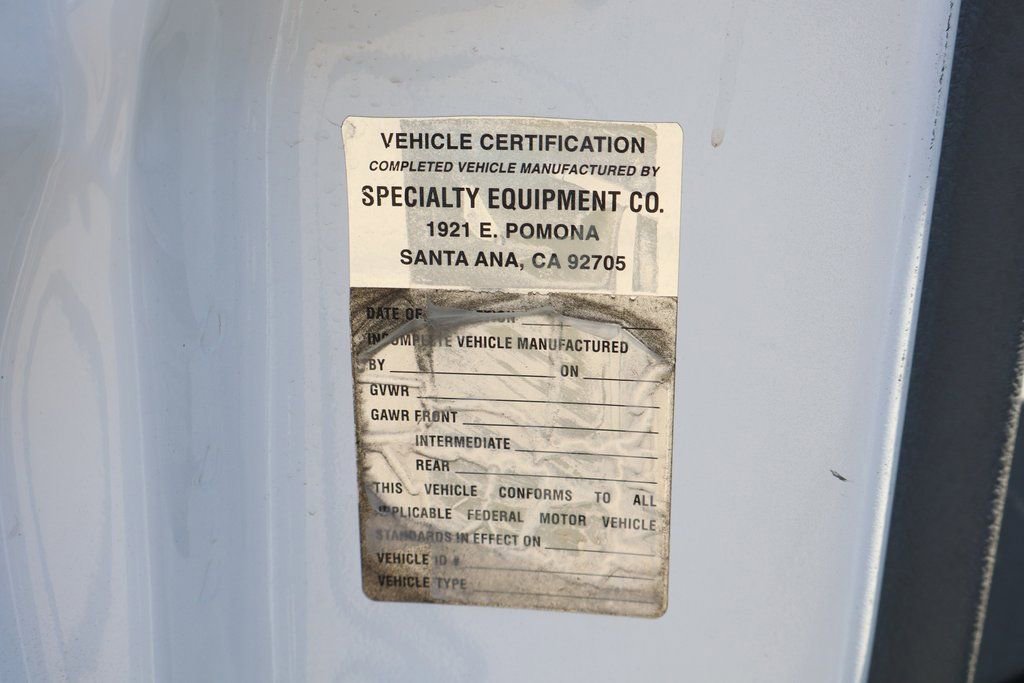 VEHICLE CERTIFICATION
COMPLETED VEHICLE MANUFACTURED BY
SPECIALTY EQUIPMENT CO.
1921 E. POMONA
SANTA ANA, CA 92705
DATE OF
INCOMPLETE VEHICLE MANUFACTURED
BY ON
GVWR
GAWR FRONT
INTERMEDIATE
REAR
THIS VEHICLE CONFORMS TO ALL
APPLICABLE FEDERAL MOTOR VEHICLE
STANDARDS IN EFFECT ON
VEHICLE ID #
VEHICLE TYPE